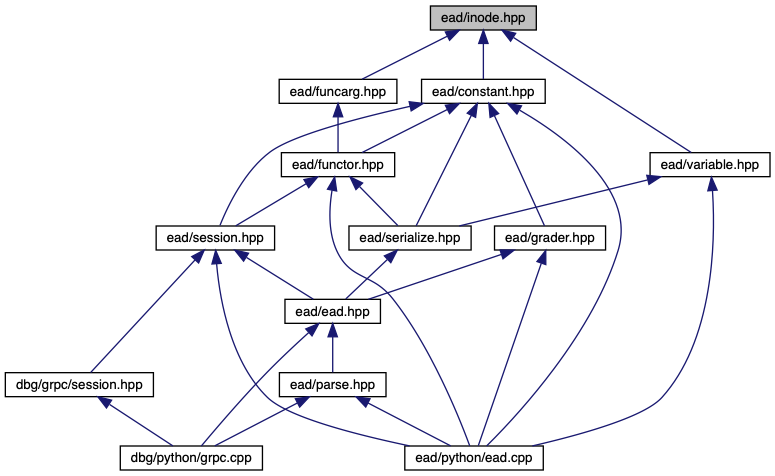 ead/inode.hpp
ead/funcarg.hpp
ead/constant.hpp
ead/functor.hpp
ead/variable.hpp
ead/session.hpp
ead/serialize.hpp
ead/grader.hpp
ead/ead.hpp
dbg/grpc/session.hpp
ead/parse.hpp
dbg/python/grpc.cpp
ead/python/ead.cpp